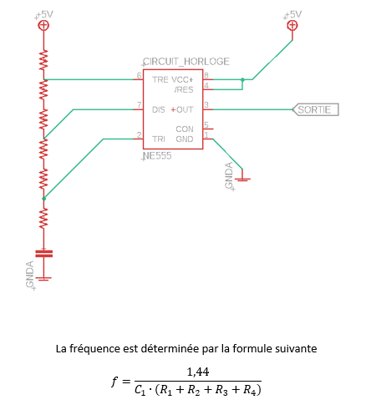 +5V
+5V
CIRCUIT_HORLOGE
6 TRE VCC+ 8
/RES 4
7 DIS +OUT 3
SORTIE
CON 5
2 TRI GND 1
NE555
GNDA
GNDA
La fréquence est déterminée par la formule suivante
f = 1,44 / C₁ · (R₁ + R₂ + R₃ + R₄)